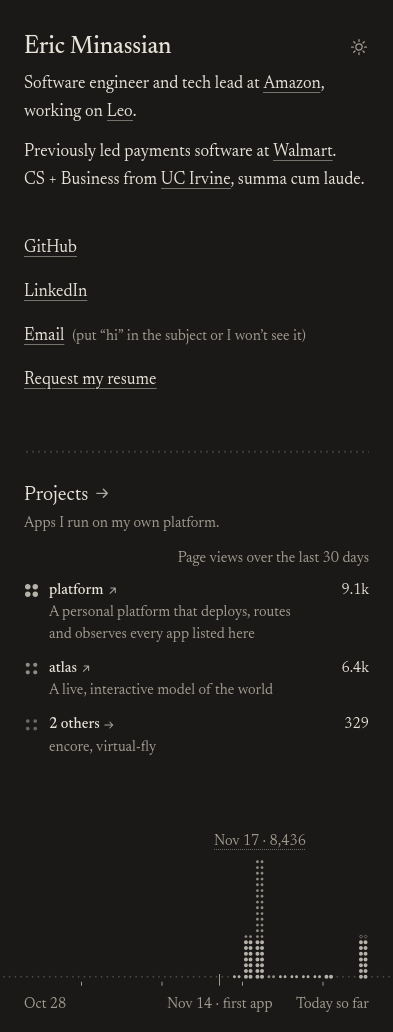 Eric Minassian
Software engineer and tech lead at Amazon,
working on Leo.
Previously led payments software at Walmart.
CS + Business from UC Irvine, summa cum laude.
GitHub
LinkedIn
Email (put “hi” in the subject or I won’t see it)
Request my resume
Projects →
Apps I run on my own platform.
Page views over the last 30 days
platform ↗ 9.1k
A personal platform that deploys, routes
and observes every app listed here
atlas ↗ 6.4k
A live, interactive model of the world
2 others → 329
encore, virtual-fly
Nov 17 · 8,436
Oct 28 Nov 14 · first app Today so far